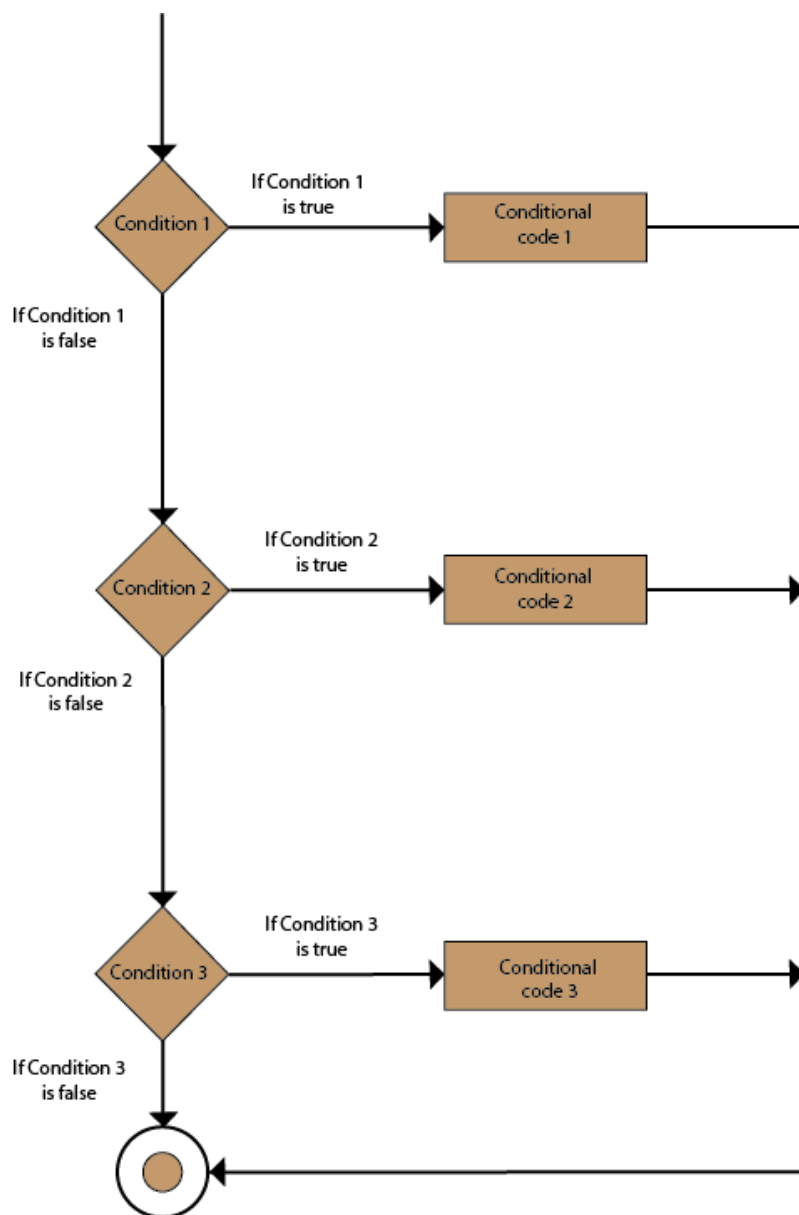 If Condition 1
is true
Condition 1
Conditional
code 1
If Condition 1
is false
If Condition 2
is true
Condition 2
Conditional
code 2
If Condition 2
is false
If Condition 3
is true
Condition 3
Conditional
code 3
If Condition 3
is false